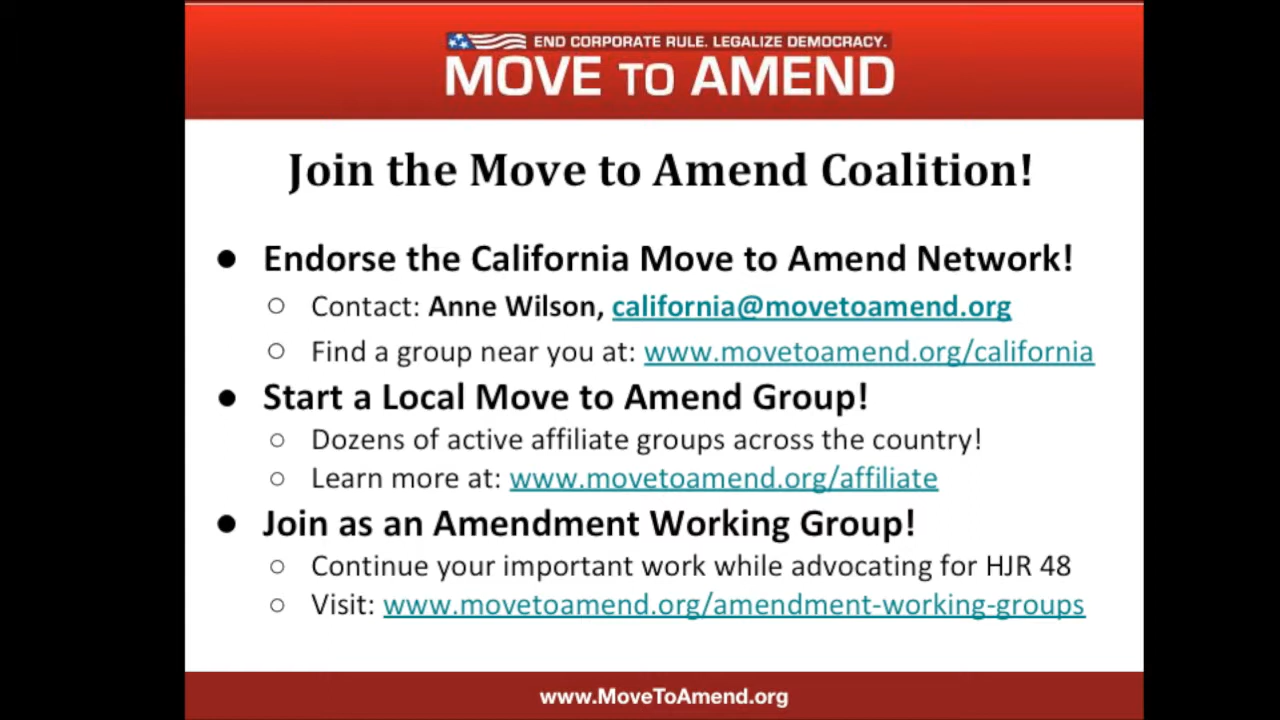 END CORPORATE RULE. LEGALIZE DEMOCRACY.
MOVE TO AMEND
Join the Move to Amend Coalition!
● Endorse the California Move to Amend Network!
○ Contact: Anne Wilson, california@movetoamend.org
○ Find a group near you at: www.movetoamend.org/california
● Start a Local Move to Amend Group!
○ Dozens of active affiliate groups across the country!
○ Learn more at: www.movetoamend.org/affiliate
● Join as an Amendment Working Group!
○ Continue your important work while advocating for HJR 48
○ Visit: www.movetoamend.org/amendment-working-groups
www.MoveToAmend.org